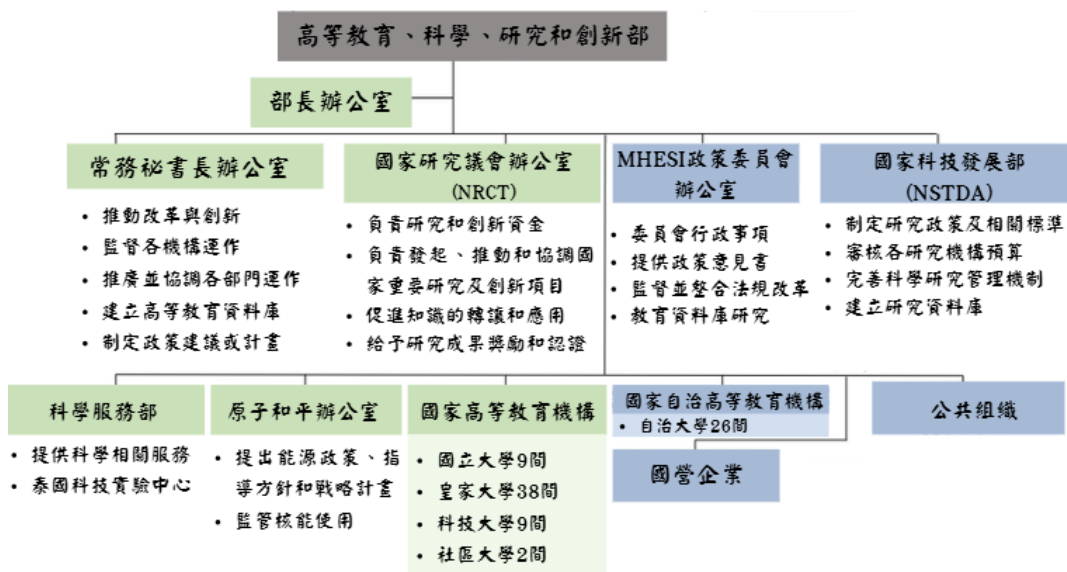 高等教育、科學、研究和創新部
部長辦公室
常務祕書長辦公室
• 推動改革與創新
• 監督各機構運作
• 推廣並協調各部門運作
• 建立高等教育資料庫
• 制定政策建議或計畫
國家研究議會辦公室
(NRCT)
• 負責研究和創新資金
• 負責發起、推動和協調國
家重要研究及創新項目
• 促進知識的轉讓和應用
• 給予研究成果獎勵和認證
MHESI政策委員會
辦公室
• 委員會行政事項
• 提供政策意見書
• 監督並整合法規改革
• 教育資料庫研究
國家科技發展部
(NSTDA)
• 制定研究政策及相關標準
• 審核各研究機構預算
• 完善科學研究管理機制
• 建立研究資料庫
科學服務部
• 提供科學相關服務
• 泰國科技實驗中心
原子和平辦公室
• 提出能源政策、指
導方針和戰略計畫
• 監管核能使用
國家高等教育機構
• 國立大學9間
• 皇家大學38間
• 科技大學9間
• 社區大學2間
國家自治高等教育機構
• 自治大學26間
國營企業
公共組織